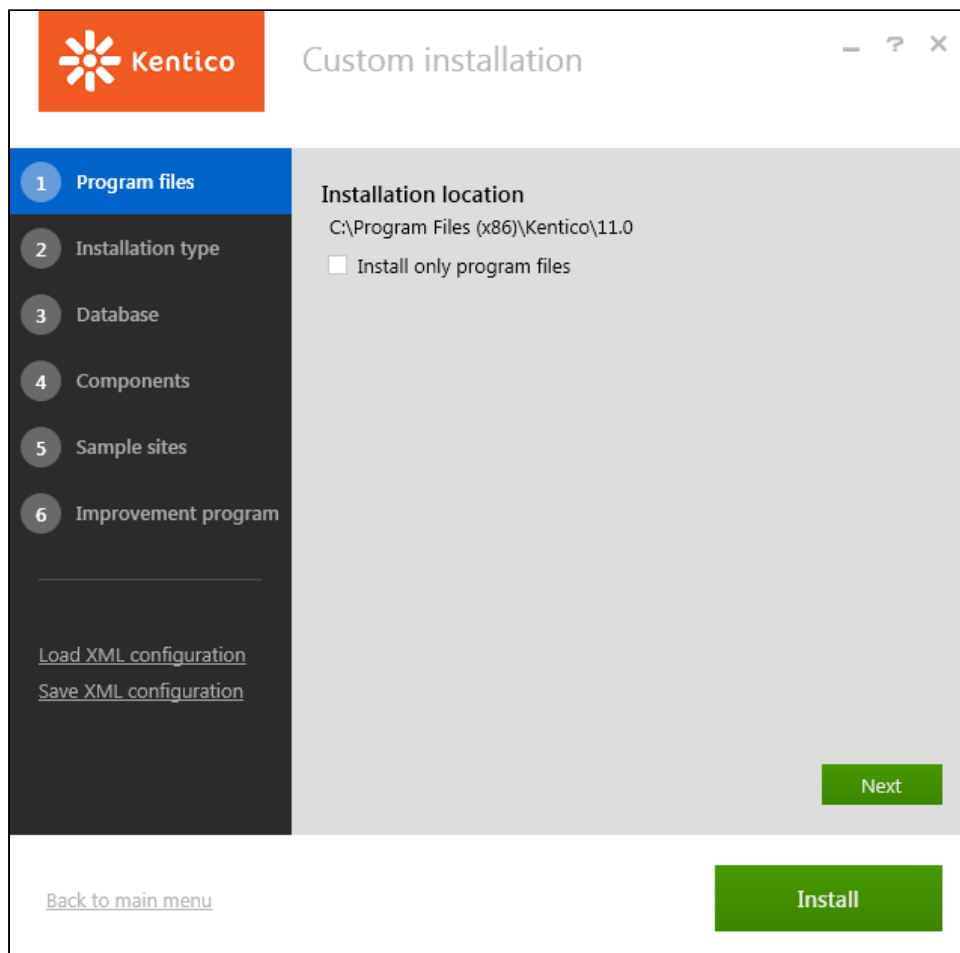 Kentico
Custom installation
?
1 Program files
2 Installation type
3 Database
4 Components
5 Sample sites
6 Improvement program
Load XML configuration
Save XML configuration
Installation location
C:\Program Files (x86)\Kentico\11.0
Install only program files
Next
Back to main menu
Install